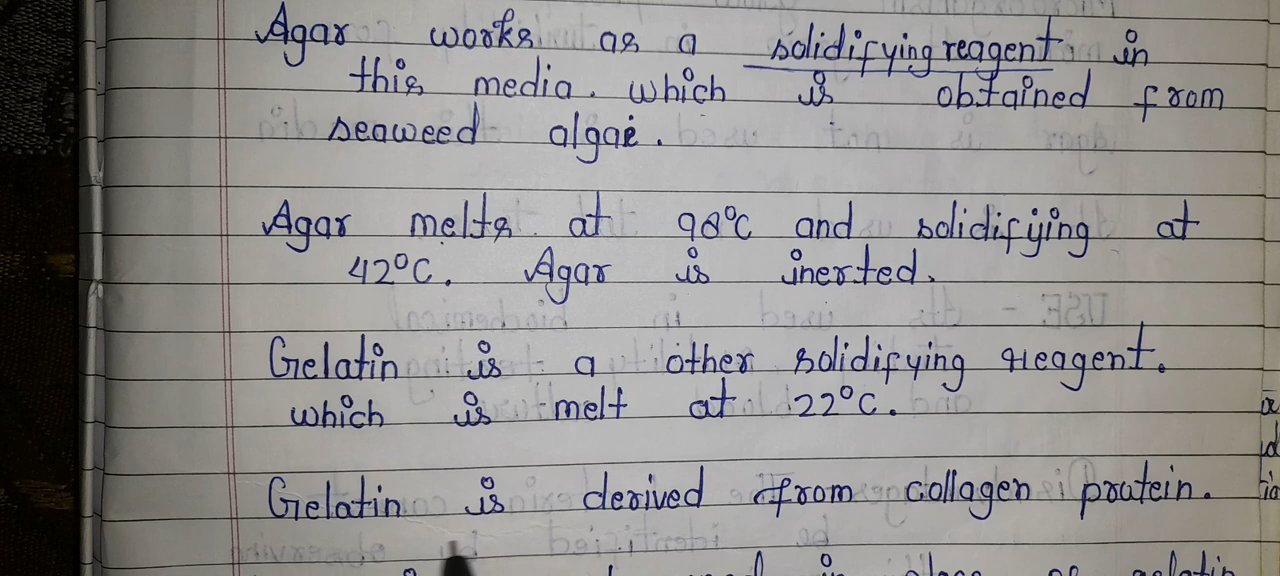 Agar works as a solidifying reagent in
this media. which is obtained from
seaweed algae.
Agar melts at 98°C and solidifying at
42°C. Agar is inerted.
Gelatin is a other solidifying reagent.
which is melt at 22°C.
Gelatin is derived from collagen protein.